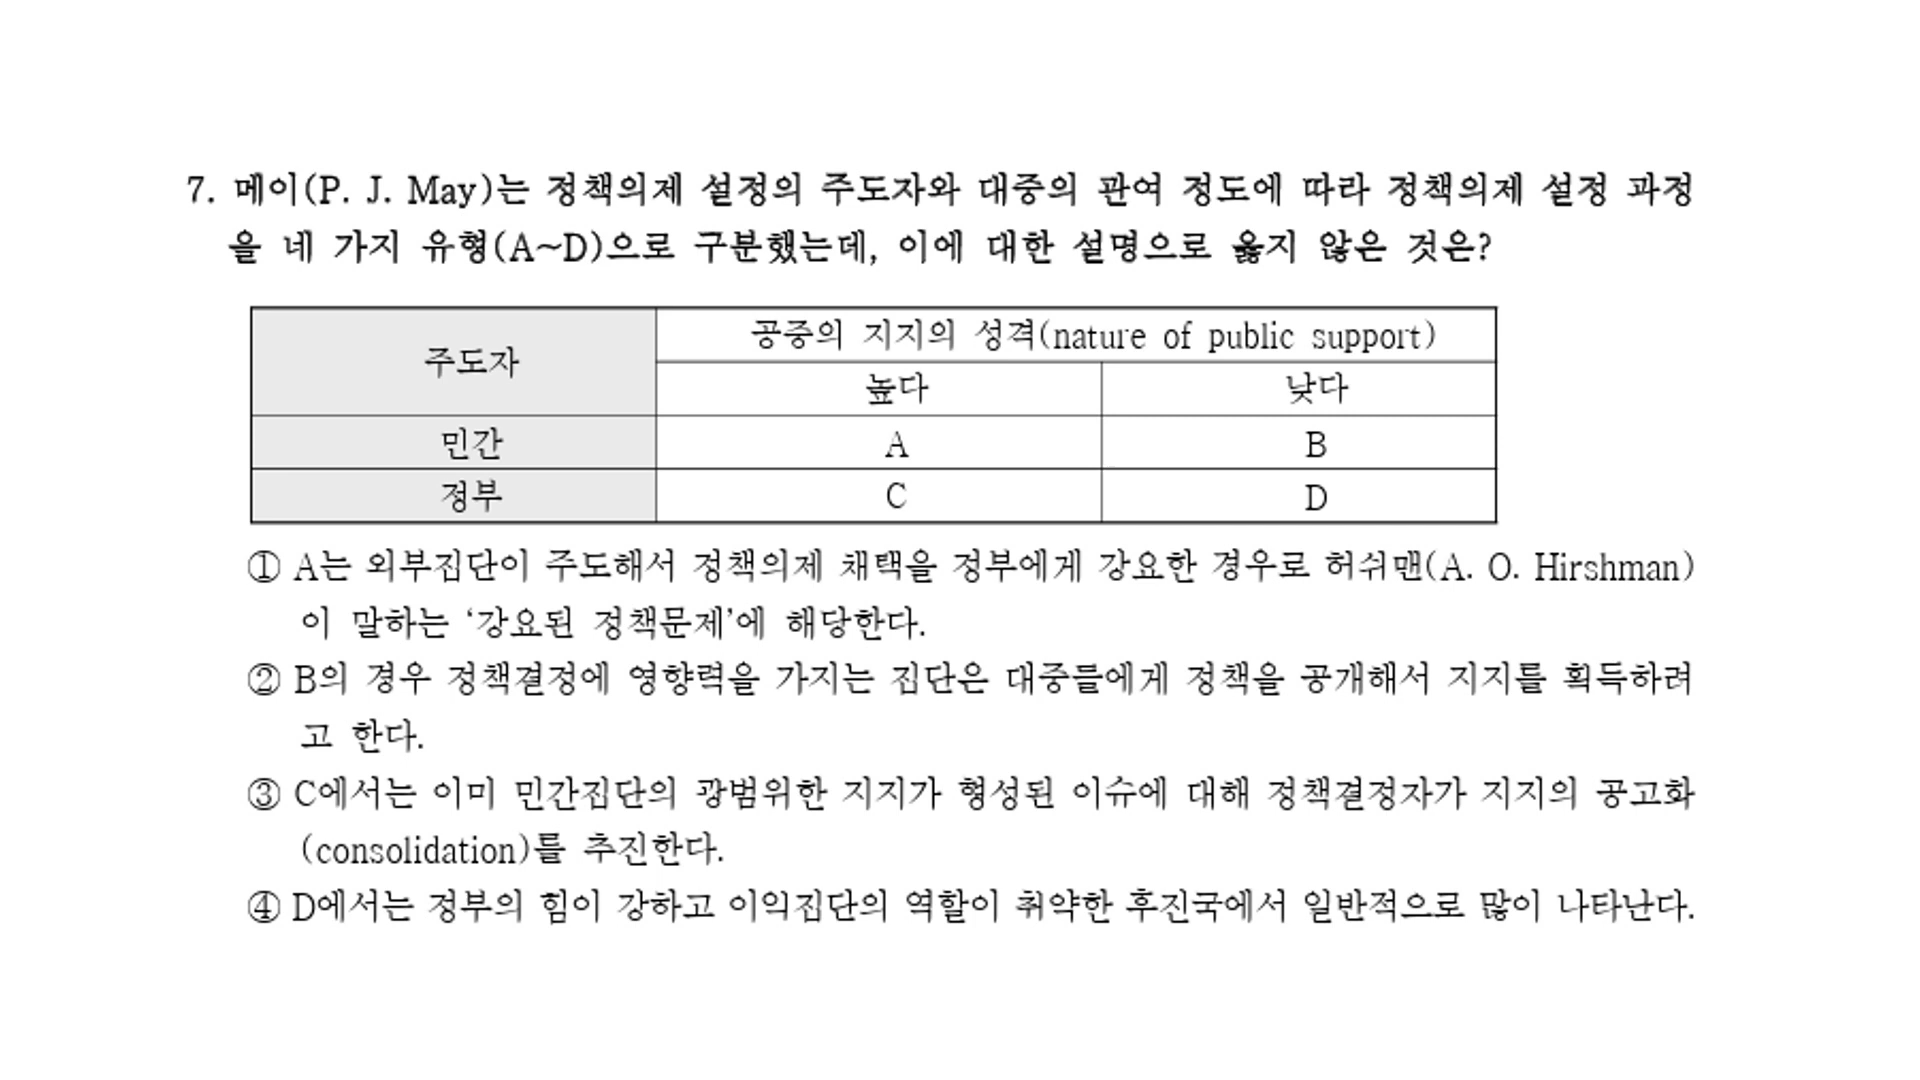 7. 메이(P. J. May)는 정책의제 설정의 주도자와 대중의 관여 정도에 따라 정책의제 설정 과정
을 네 가지 유형(A~D)으로 구분했는데, 이에 대한 설명으로 옳지 않은 것은?
주도자
공중의 지지의 성격(nature of public support)
높다 낮다
민간 A B
정부 C D
① A는 외부집단이 주도해서 정책의제 채택을 정부에게 강요한 경우로 허쉬맨(A. O. Hirshman)
이 말하는 ‘강요된 정책문제’에 해당한다.
② B의 경우 정책결정에 영향력을 가지는 집단은 대중들에게 정책을 공개해서 지지를 획득하려
고 한다.
③ C에서는 이미 민간집단의 광범위한 지지가 형성된 이슈에 대해 정책결정자가 지지의 공고화
(consolidation)를 추진한다.
④ D에서는 정부의 힘이 강하고 이익집단의 역할이 취약한 후진국에서 일반적으로 많이 나타난다.